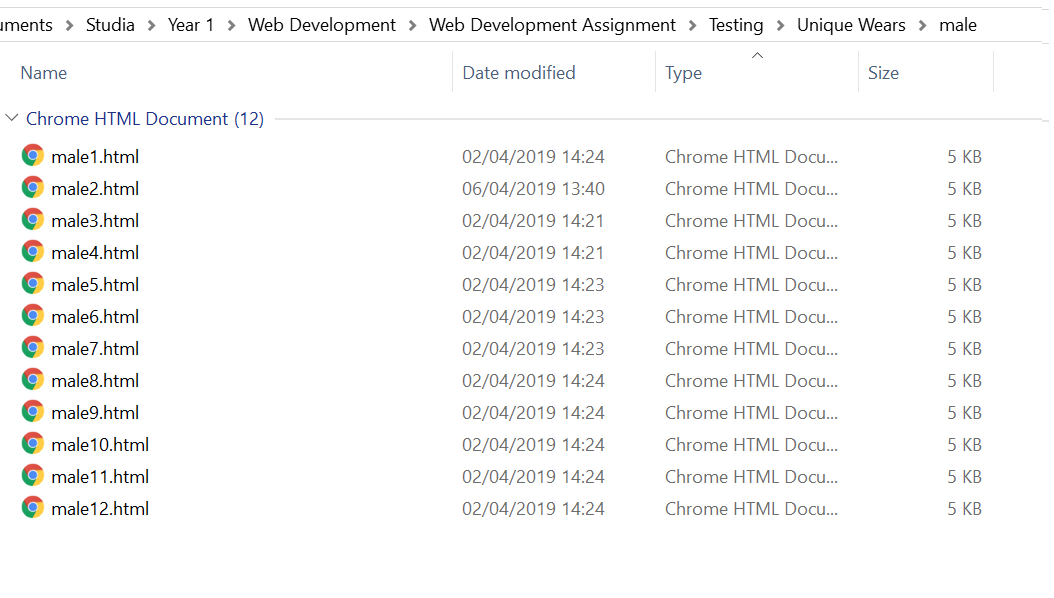 uments > Studia > Year 1 > Web Development > Web Development Assignment > Testing > Unique Wears > male
Name Date modified Type Size
Chrome HTML Document (12)
male1.html 02/04/2019 14:24 Chrome HTML Docu... 5 KB
male2.html 06/04/2019 13:40 Chrome HTML Docu... 5 KB
male3.html 02/04/2019 14:21 Chrome HTML Docu... 5 KB
male4.html 02/04/2019 14:21 Chrome HTML Docu... 5 KB
male5.html 02/04/2019 14:23 Chrome HTML Docu... 5 KB
male6.html 02/04/2019 14:23 Chrome HTML Docu... 5 KB
male7.html 02/04/2019 14:23 Chrome HTML Docu... 5 KB
male8.html 02/04/2019 14:24 Chrome HTML Docu... 5 KB
male9.html 02/04/2019 14:24 Chrome HTML Docu... 5 KB
male10.html 02/04/2019 14:24 Chrome HTML Docu... 5 KB
male11.html 02/04/2019 14:24 Chrome HTML Docu... 5 KB
male12.html 02/04/2019 14:24 Chrome HTML Docu... 5 KB